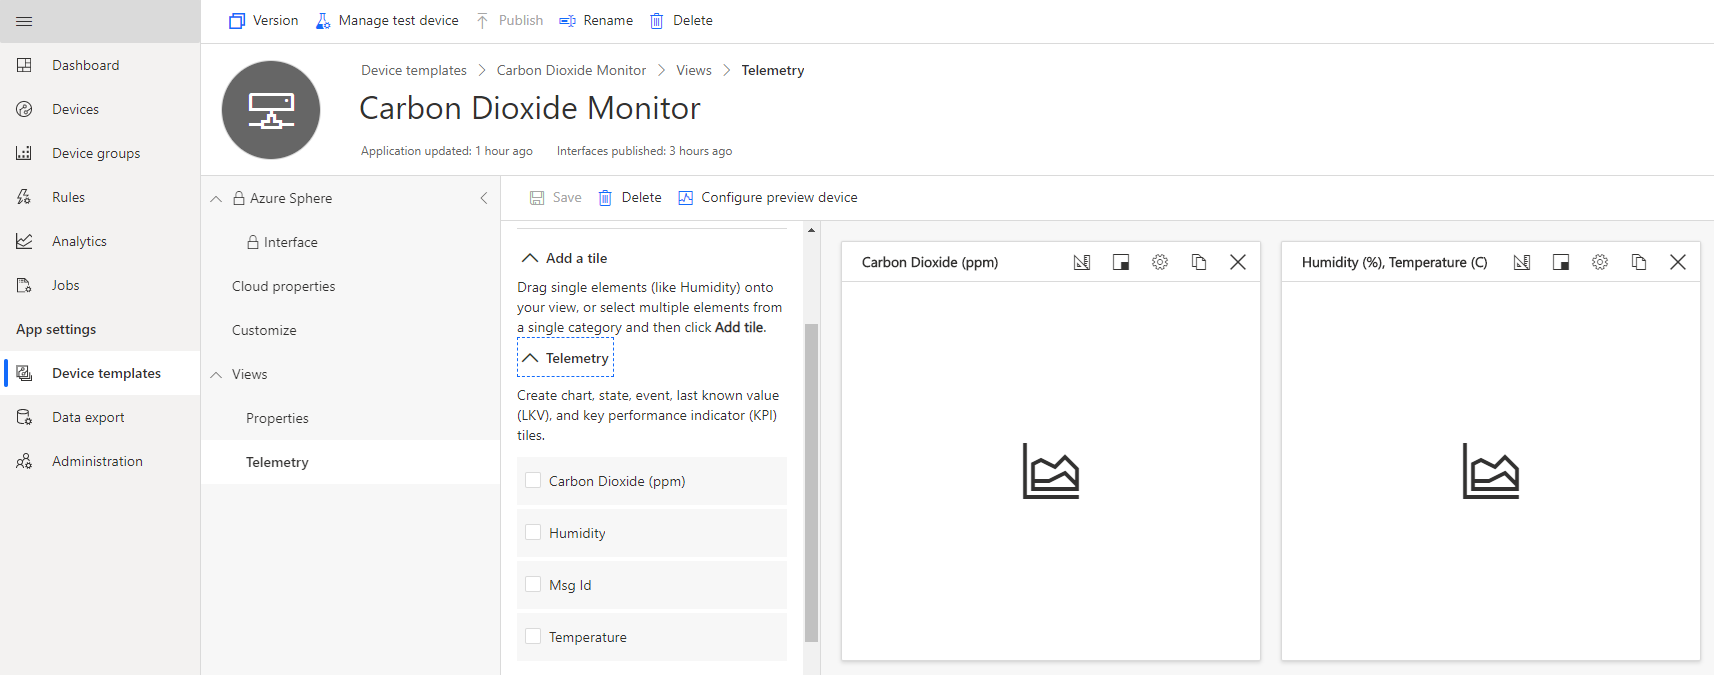 Version Manage test device Publish Rename Delete
Dashboard
Devices
Device groups
Rules
Analytics
Jobs
App settings
Device templates
Data export
Administration
Device templates > Carbon Dioxide Monitor > Views > Telemetry
Carbon Dioxide Monitor
Application updated: 1 hour ago Interfaces published: 3 hours ago
Azure Sphere
Interface
Cloud properties
Customize
Views
Properties
Telemetry
Save Delete Configure preview device
Add a tile
Drag single elements (like Humidity) onto
your view, or select multiple elements from
a single category and then click Add tile.
Telemetry
Create chart, state, event, last known value
(LKV), and key performance indicator (KPI)
tiles.
Carbon Dioxide (ppm)
Humidity
Msg Id
Temperature
Carbon Dioxide (ppm)
Humidity (%), Temperature (C)